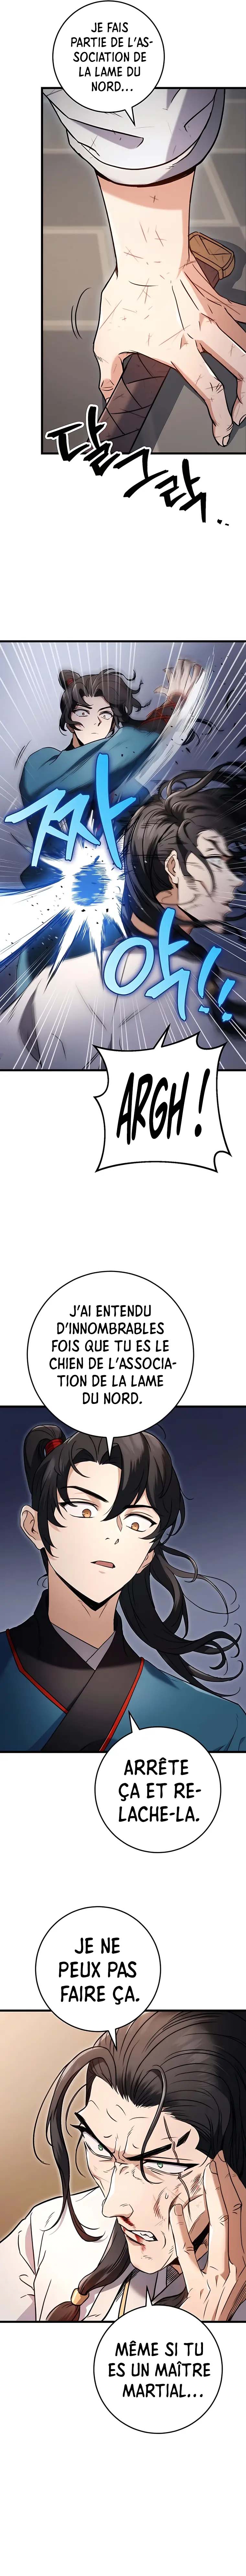 JE FAIS
PARTIE DE L'AS-
SOCIATION DE
LA LAME DU
NORD...
달그락...
짜
악!!
ARGH !
J'AI ENTENDU
D'INNOMBRABLES
FOIS QUE TU ES LE
CHIEN DE L'ASSOCIA-
TION DE LA LAME
DU NORD.
ARRÊTE
ÇA ET RE-
LACHE-LA.
JE NE
PEUX PAS
FAIRE ÇA.
MÊME SI TU
ES UN MAÎTRE
MARTIAL...